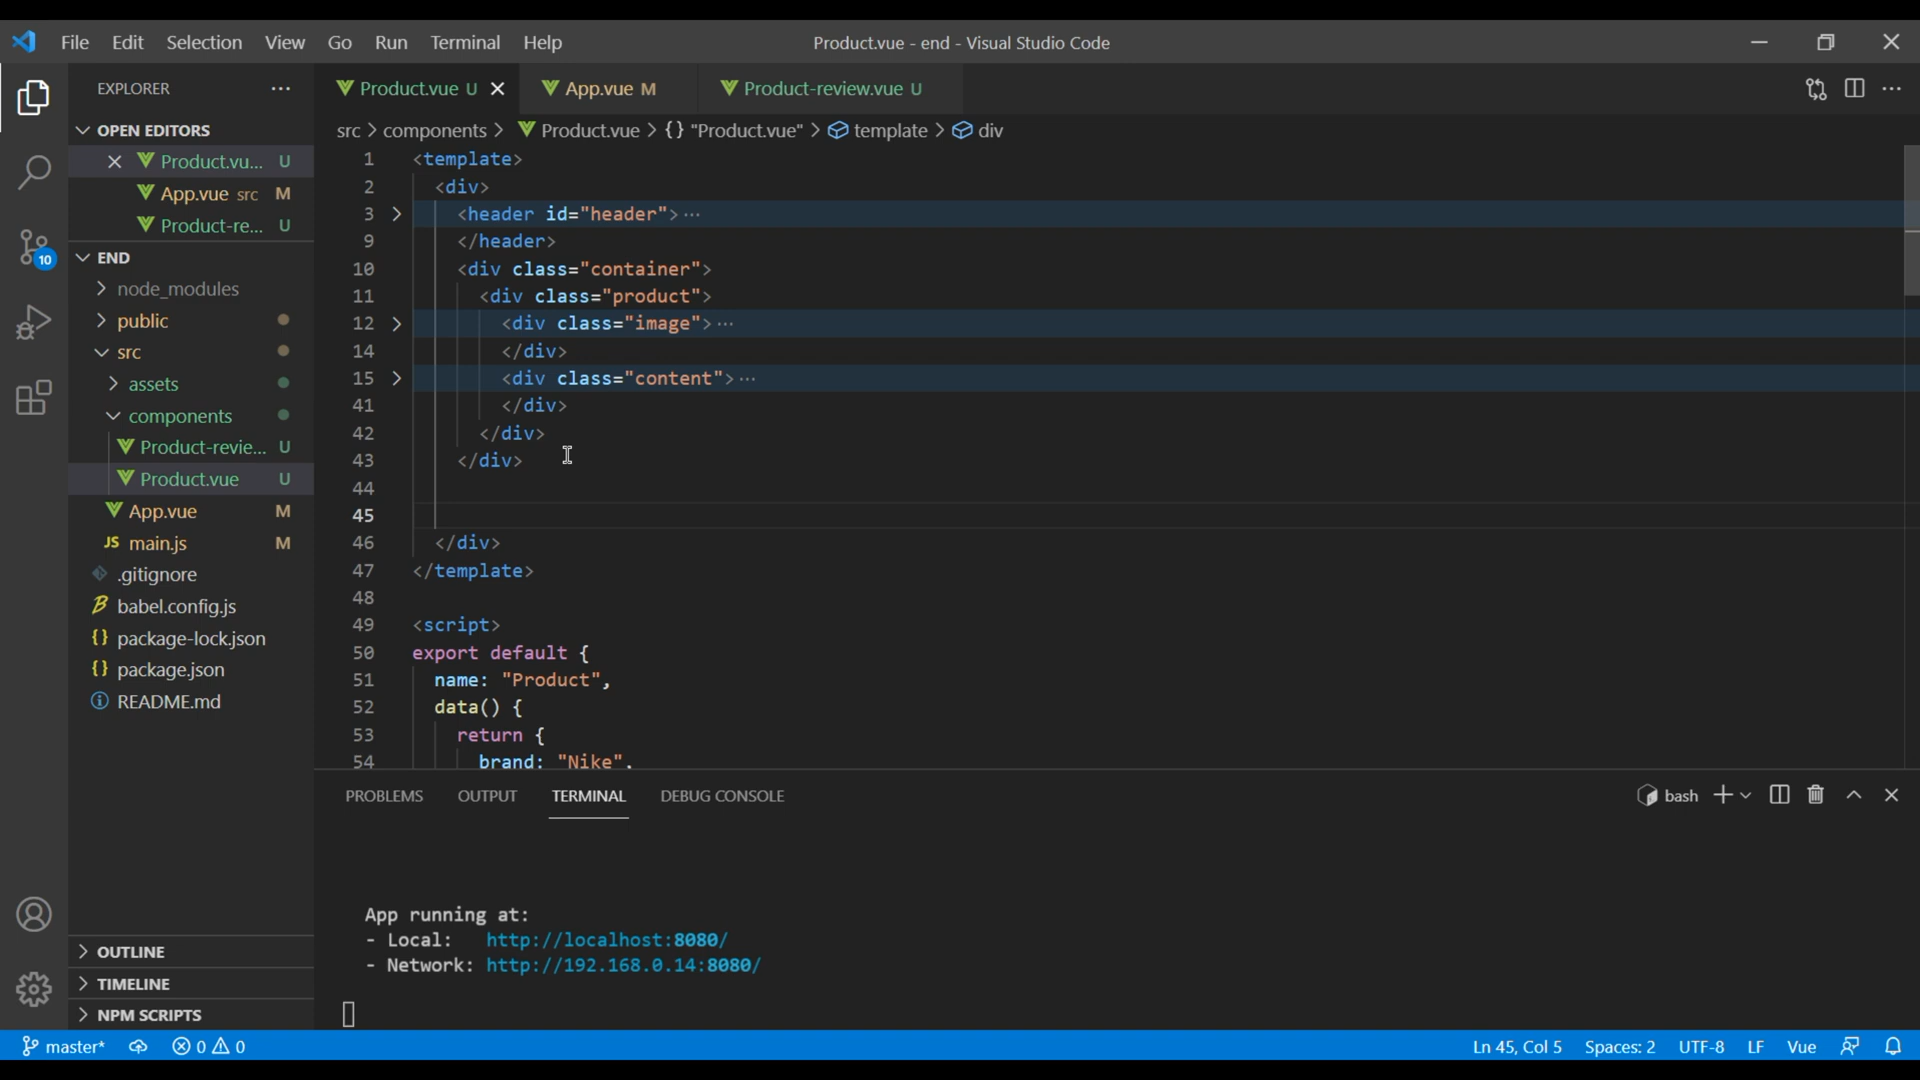 File Edit Selection View Go Run Terminal Help Product.vue - end - Visual Studio Code
EXPLORER
Product.vue U App.vue M Product-review.vue U
OPEN EDITORS
src > components > Product.vue > {} "Product.vue" > template > div
Product.vu... U
App.vue src M
Product-re... U
END
node_modules
public
src
assets
components
Product-revie... U
Product.vue U
App.vue M
JS main.js M
.gitignore
babel.config.js
{} package-lock.json
{} package.json
README.md
OUTLINE
TIMELINE
NPM SCRIPTS
10
1 <template>
2 <div>
3 <header id="header">...
9 </header>
10 <div class="container">
11 <div class="product">
12 <div class="image">...
14 </div>
15 <div class="content">...
41 </div>
42 </div>
43 </div>
44
45
46 </div>
47 </template>
48
49 <script>
50 export default {
51 name: "Product",
52 data() {
53 return {
54 brand: "Nike",
PROBLEMS OUTPUT TERMINAL DEBUG CONSOLE bash
App running at:
- Local: http://localhost:8080/
- Network: http://192.168.0.14:8080/
master* 0 0 Ln 45, Col 5 Spaces: 2 UTF-8 LF Vue